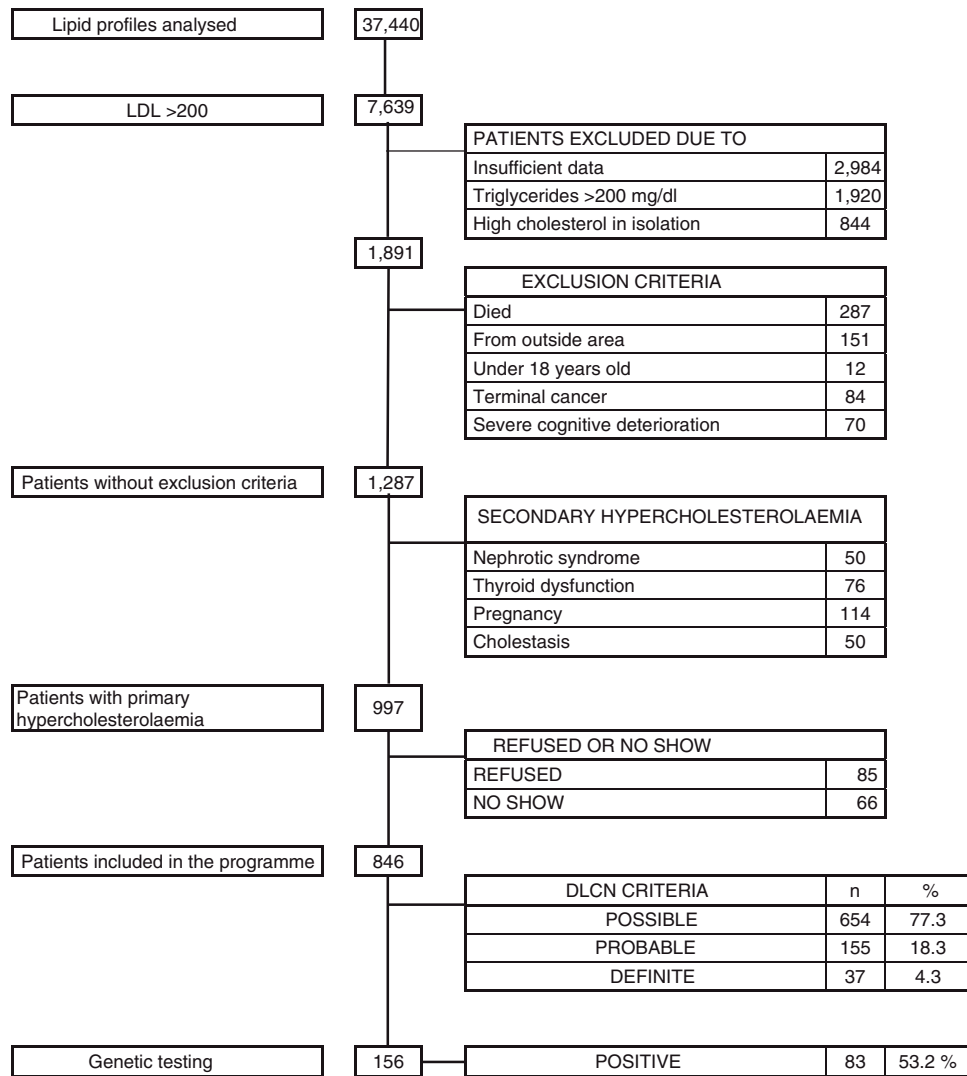 Lipid profiles analysed 37,440
LDL >200 7,639
PATIENTS EXCLUDED DUE TO
Insufficient data 2,984
Triglycerides >200 mg/dl 1,920
High cholesterol in isolation 844
1,891
EXCLUSION CRITERIA
Died 287
From outside area 151
Under 18 years old 12
Terminal cancer 84
Severe cognitive deterioration 70
Patients without exclusion criteria 1,287
SECONDARY HYPERCHOLESTEROLAEMIA
Nephrotic syndrome 50
Thyroid dysfunction 76
Pregnancy 114
Cholestasis 50
Patients with primary
hypercholesterolaemia 997
REFUSED OR NO SHOW
REFUSED 85
NO SHOW 66
Patients included in the programme 846
DLCN CRITERIA n %
POSSIBLE 654 77.3
PROBABLE 155 18.3
DEFINITE 37 4.3
Genetic testing 156 POSITIVE 83 53.2 %